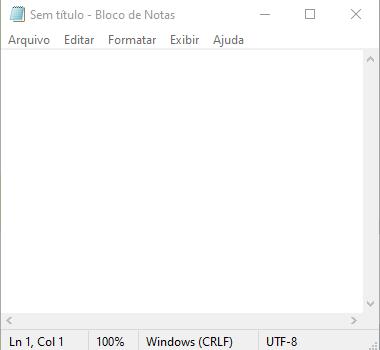 Sem título - Bloco de Notas
Arquivo Editar Formatar Exibir Ajuda
Ln 1, Col 1 100% Windows (CRLF) UTF-8